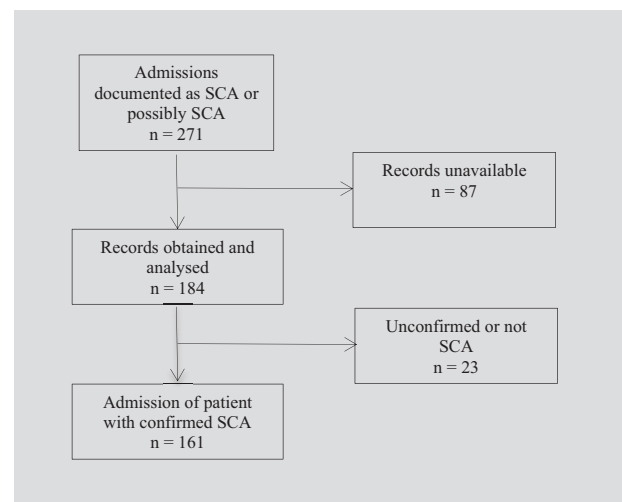 Admissions
documented as SCA or
possibly SCA
n = 271
Records unavailable
n = 87
Records obtained and
analysed
n = 184
Unconfirmed or not
SCA
n = 23
Admission of patient
with confirmed SCA
n = 161